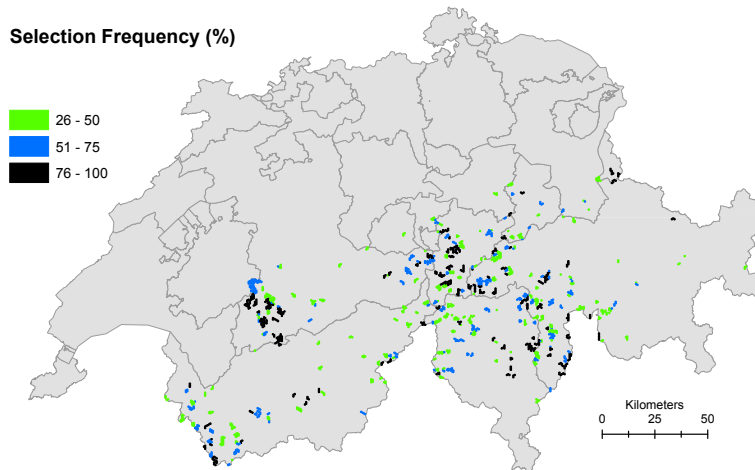 Selection Frequency (%)
26 - 50
51 - 75
76 - 100
Kilometers
0 25 50